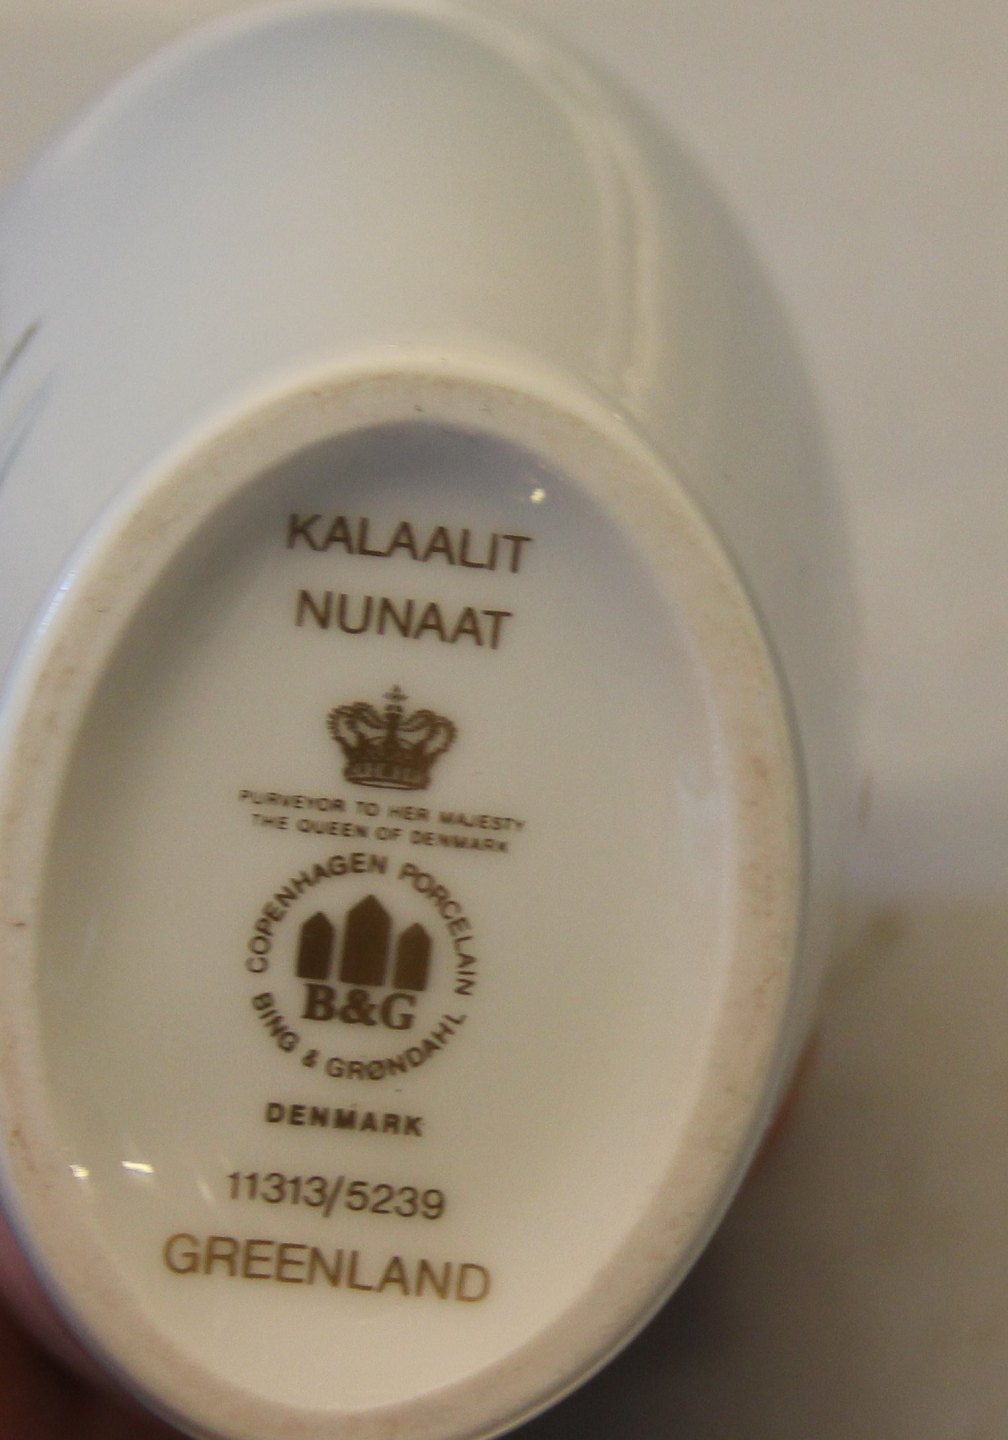 KALAALIT
NUNAAT
PURVEYOR TO HER MAJESTY
THE QUEEN OF DENMARK
COPENHAGEN PORCELAIN
B&G
BING & GRØNDAHL
DENMARK
11313/5239
GREENLAND